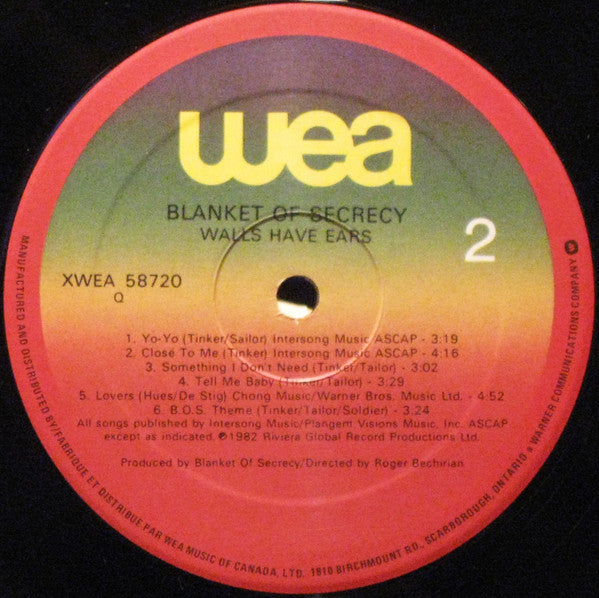 wea
BLANKET OF SECRECY
WALLS HAVE EARS
2
XWEA 58720
Q
1. Yo-Yo (Tinker/Sailor) Intersong Music ASCAP - 3:19
2. Close To Me (Tinker) Intersong Music ASCAP - 4:16
3. Something I Don't Need (Tinker/Tailor) - 3:02
4. Tell Me Baby (Tinker/Tailor) - 3:29
5. Lovers (Hues/De Stig) Chong Music/Warner Bros. Music Ltd. - 4:52
6. B.O.S. Theme (Tinker/Tailor/Soldier) - 3.24
All songs published by Intersong Music/Plangent Visions Music, Inc. ASCAP
except as indicated. ℗1982 Riviera Global Record Productions Ltd.
Produced by Blanket Of Secrecy/Directed by Roger Bechirian
MANUFACTURED AND DISTRIBUTED BY/FABRIQUE ET DISTRIBUE PAR WEA MUSIC OF CANADA, LTD. 1810 BIRCHMOUNT RD., SCARBOROUGH, ONTARIO a WARNER COMMUNICATIONS COMPANY